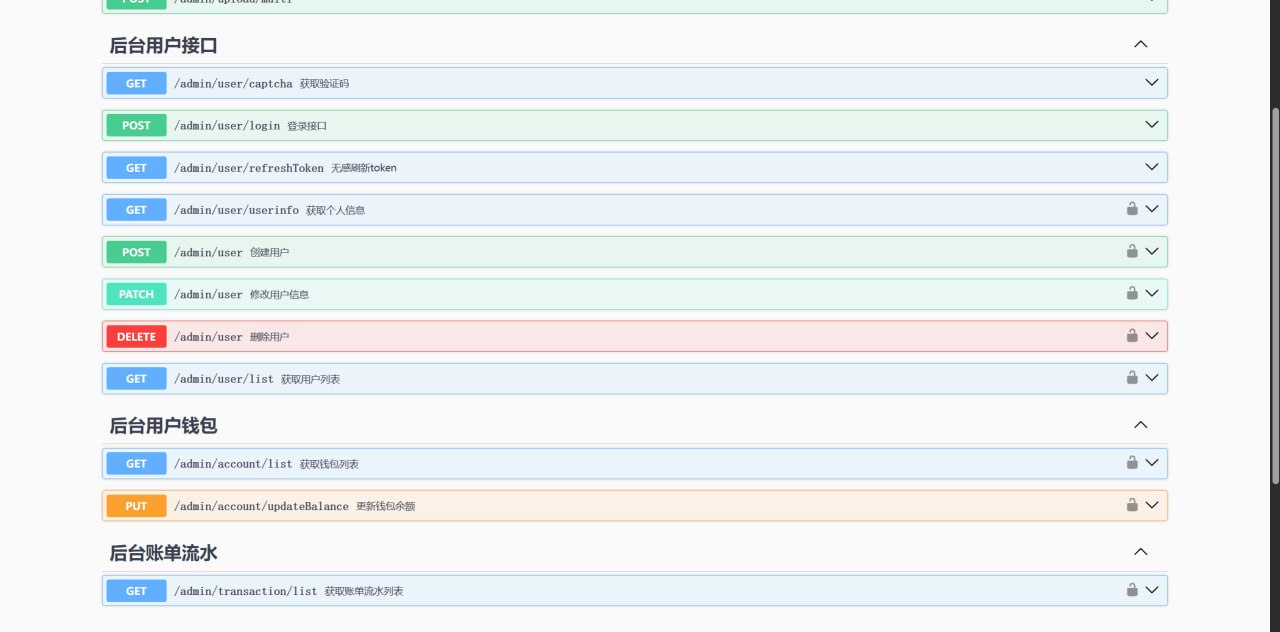 POST /admin/upload/multi
后台用户接口
GET /admin/user/captcha 获取验证码
POST /admin/user/login 登录接口
GET /admin/user/refreshToken 无感刷新token
GET /admin/user/userinfo 获取个人信息
POST /admin/user 创建用户
PATCH /admin/user 修改用户信息
DELETE /admin/user 删除用户
GET /admin/user/list 获取用户列表
后台用户钱包
GET /admin/account/list 获取钱包列表
PUT /admin/account/updateBalance 更新钱包余额
后台账单流水
GET /admin/transaction/list 获取账单流水列表